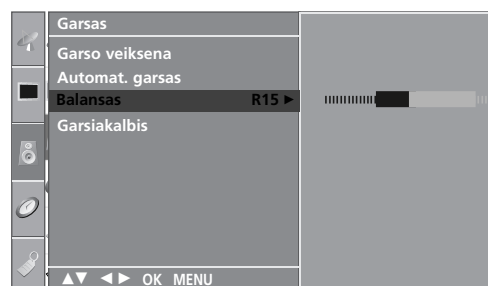 Garsas
Garso veiksena
Automat. garsas
Balansas R15 ►
Garsiakalbis
▲▼ ◄► OK MENU